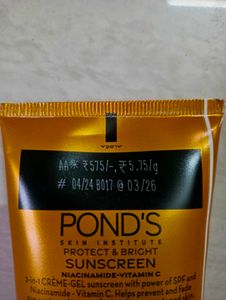 AA* ₹575/-, ₹5.75/g
# 04/24 B017 @ 03/26
POND'S
SKIN INSTITUTE
PROTECT & BRIGHT
SUNSCREEN
NIACINAMIDE-VITAMIN C
2-in-1 CRÈME-GEL sunscreen with power of SPF and
Niacinamide - Vitamin C. Helps prevent and fade